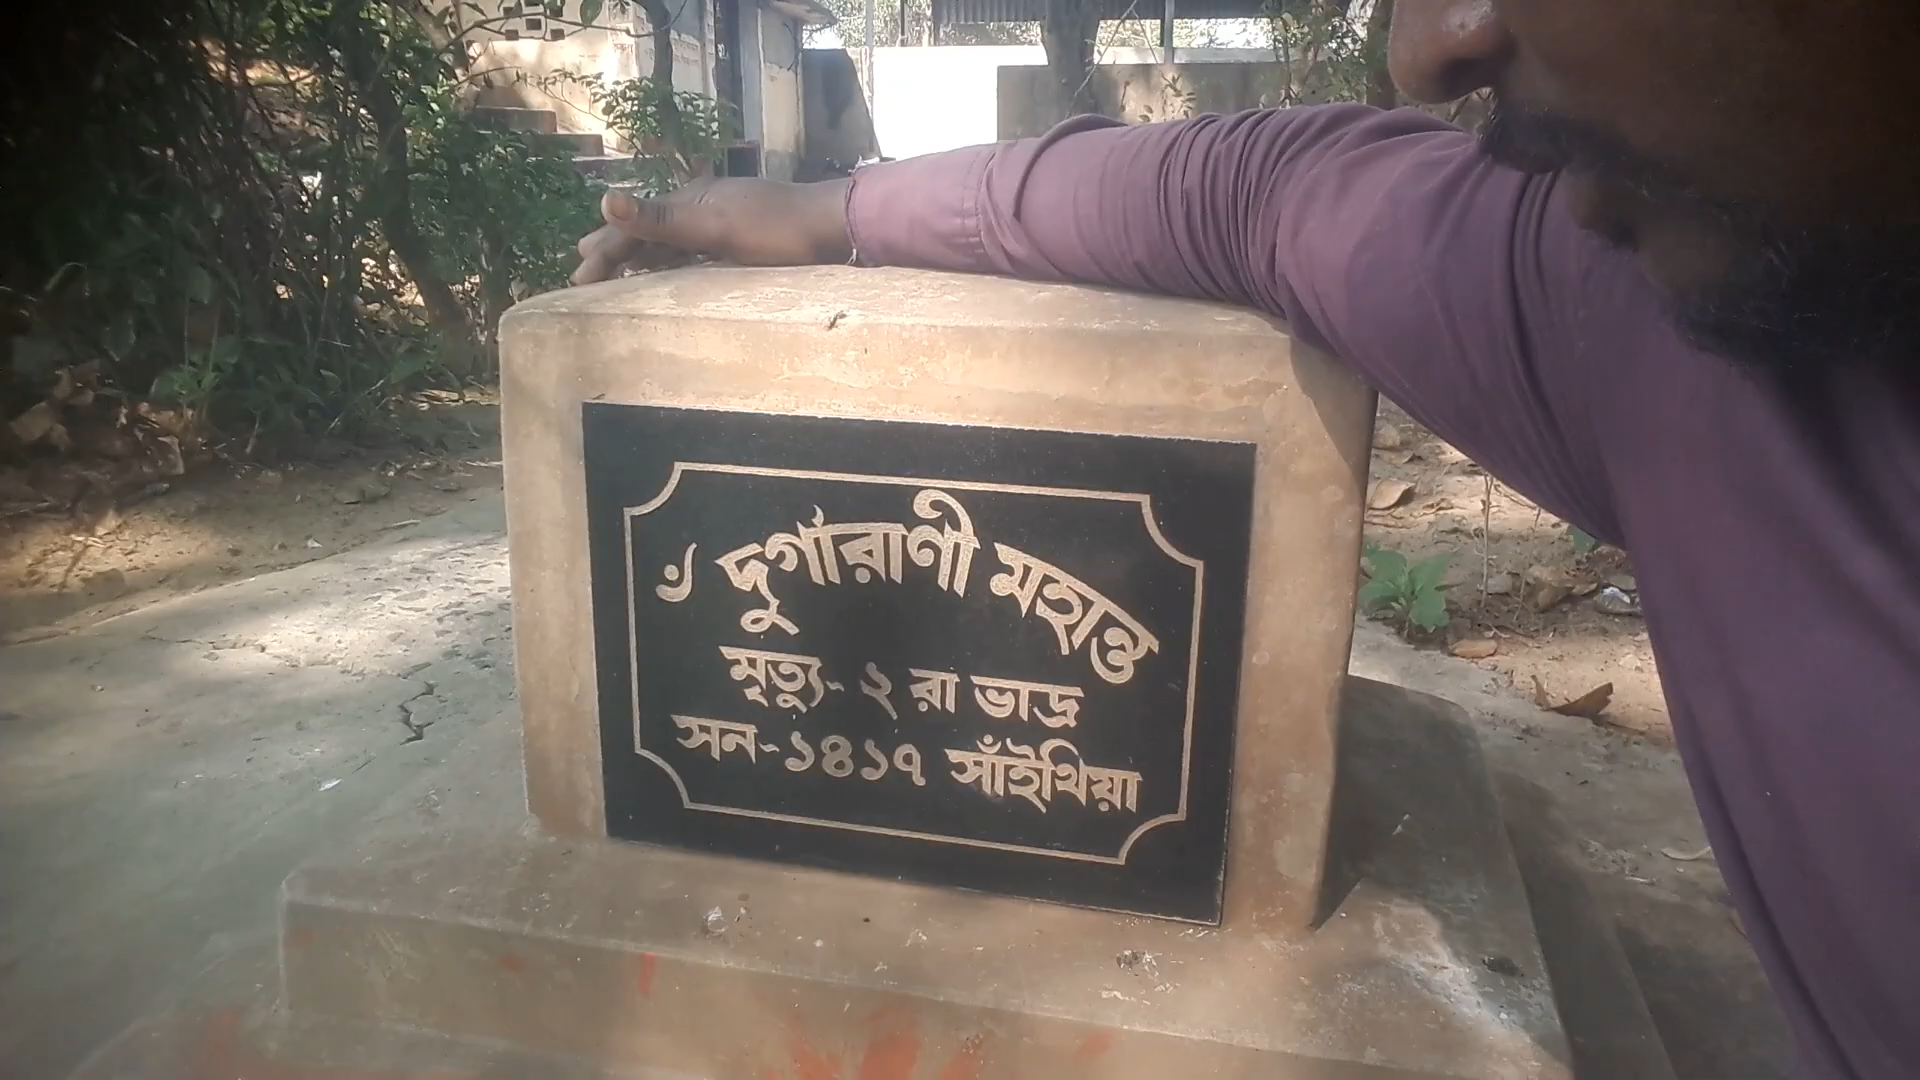 ঁ দুর্গারাণী মহান্ত
মৃত্যু- ২ রা ভাদ্র
সন-১৪১৭ সাঁইথিয়া